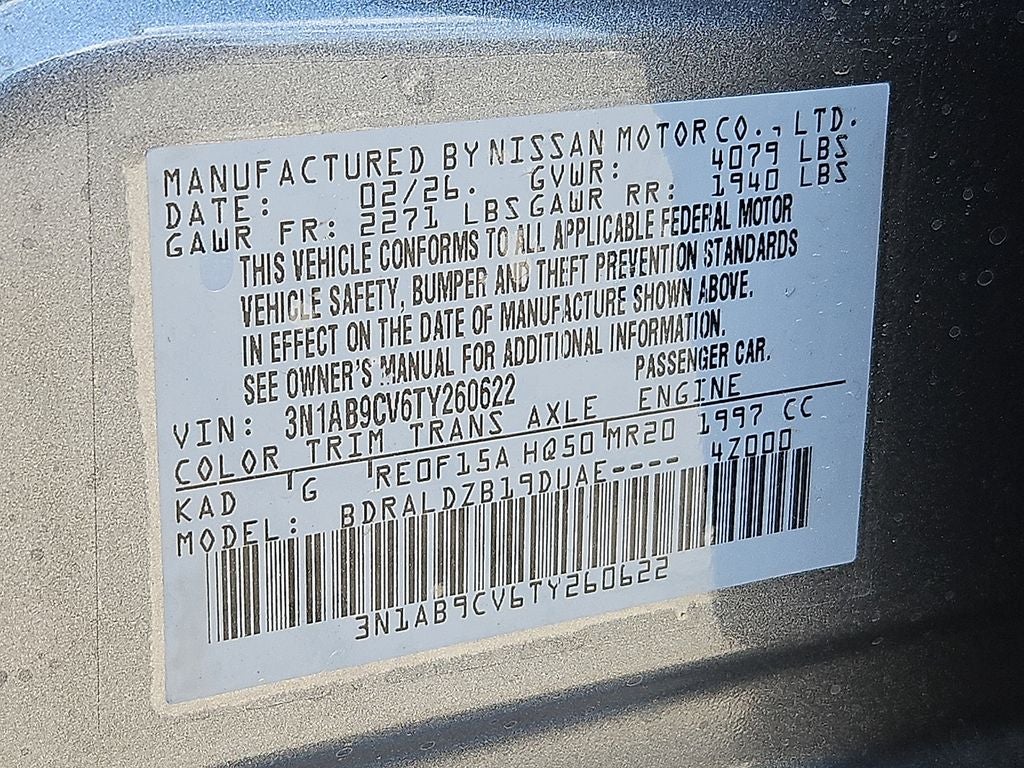 MANUFACTURED BY NISSAN MOTOR CO., LTD.
DATE: 02/26. GVWR: 4079 LBS
GAWR FR: 2271 LBS GAWR RR: 1940 LBS
THIS VEHICLE CONFORMS TO ALL APPLICABLE FEDERAL MOTOR
VEHICLE SAFETY, BUMPER AND THEFT PREVENTION STANDARDS
IN EFFECT ON THE DATE OF MANUFACTURE SHOWN ABOVE.
SEE OWNER'S MANUAL FOR ADDITIONAL INFORMATION.
VIN: 3N1AB9CV6TY260622 PASSENGER CAR.
COLOR TRIM TRANS AXLE ENGINE
KAD G RE0F15A HQ50 MR20 1997 CC
MODEL: BDRALDZB19DUAE---- 4Z000
3N1AB9CV6TY260622